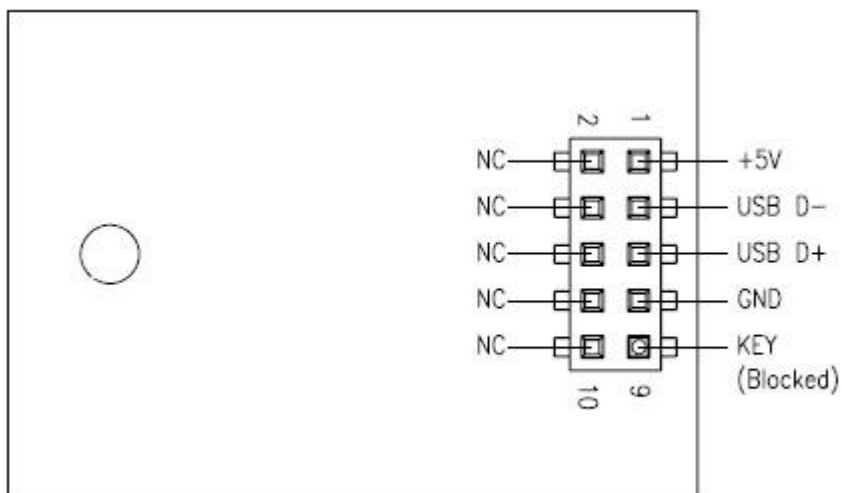 2 1
NC +5V
NC USB D-
NC USB D+
NC GND
NC KEY
(Blocked)
10 9